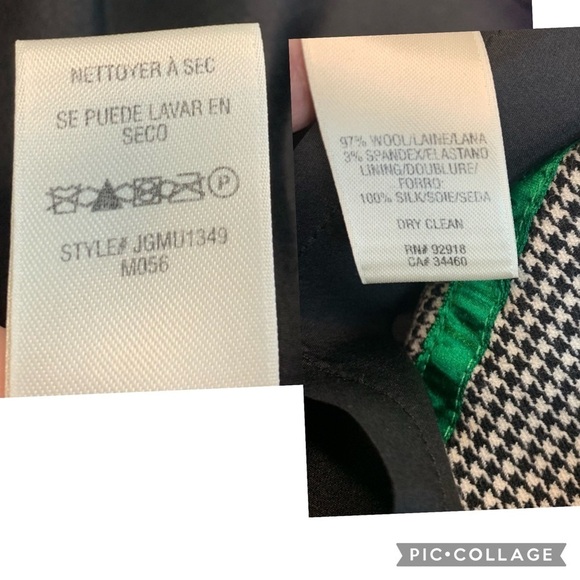 NETTOYER À SEC
SE PUEDE LAVAR EN
SECO
P
STYLE# JGMU1349
M056
97% WOOL/LAINE/LANA
3% SPANDEX/ELASTANO
LINING/DOUBLURE/
FORRO:
100% SILK/SOIE/SEDA
DRY CLEAN
RN# 92918
CA# 34460
PIC•COLLAGE